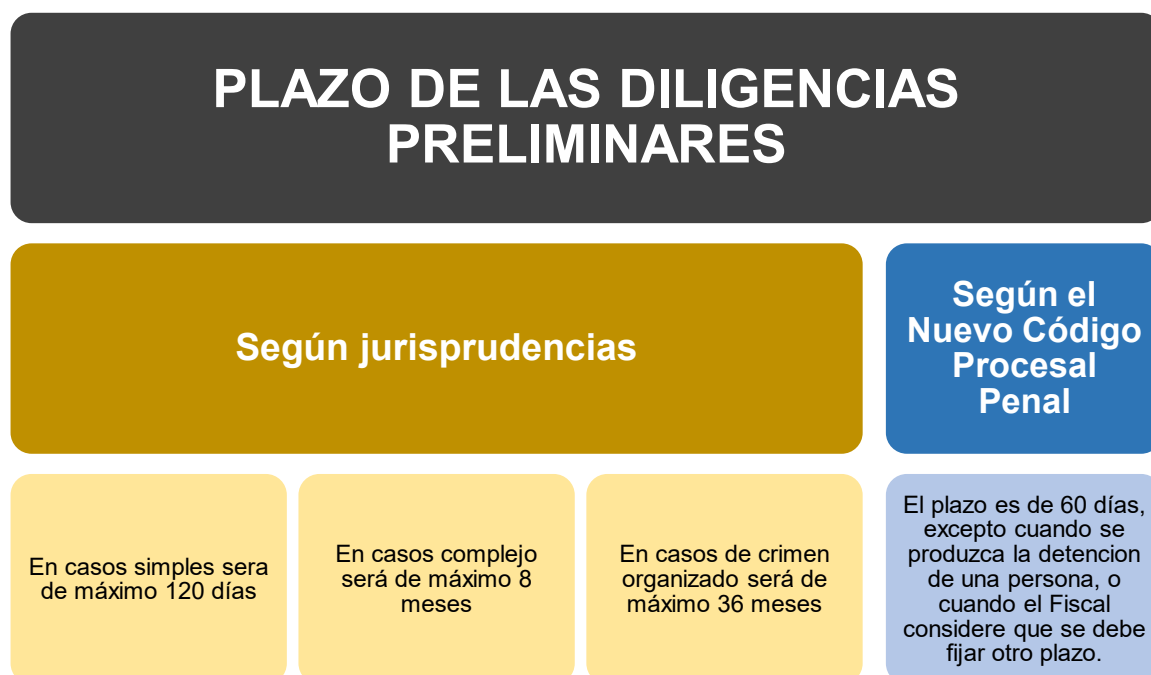 PLAZO DE LAS DILIGENCIAS
PRELIMINARES
Según jurisprudencias
Según el
Nuevo Código
Procesal
Penal
En casos simples sera
de máximo 120 días
En casos complejo
será de máximo 8
meses
En casos de crimen
organizado será de
máximo 36 meses
El plazo es de 60 días,
excepto cuando se
produzca la detencion
de una persona, o
cuando el Fiscal
considere que se debe
fijar otro plazo.